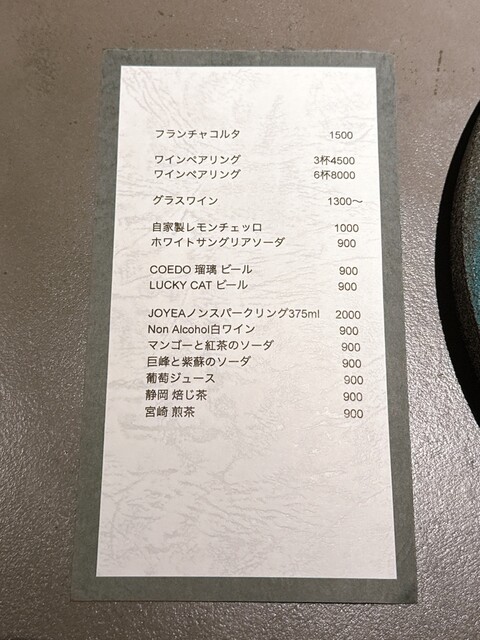 フランチャコルタ 1500
ワインペアリング 3杯4500
ワインペアリング 6杯8000
グラスワイン 1300〜
自家製レモンチェッロ 1000
ホワイトサングリアソーダ 900
COEDO 瑠璃 ビール 900
LUCKY CAT ビール 900
JOYEAノンスパークリング375ml 2000
Non Alcohol白ワイン 900
マンゴーと紅茶のソーダ 900
巨峰と紫蘇のソーダ 900
葡萄ジュース 900
静岡 焙じ茶 900
宮崎 煎茶 900